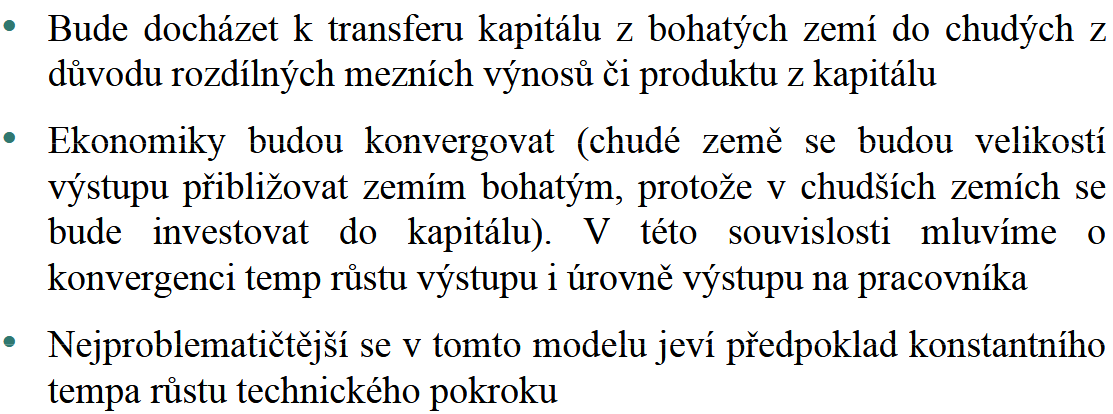 • Bude docházet k transferu kapitálu z bohatých zemí do chudých z
důvodu rozdílných mezních výnosů či produktu z kapitálu
• Ekonomiky budou konvergovat (chudé země se budou velikostí
výstupu přibližovat zemím bohatým, protože v chudších zemích se
bude investovat do kapitálu). V této souvislosti mluvíme o
konvergenci temp růstu výstupu i úrovně výstupu na pracovníka
• Nejproblematičtější se v tomto modelu jeví předpoklad konstantního
tempa růstu technického pokroku